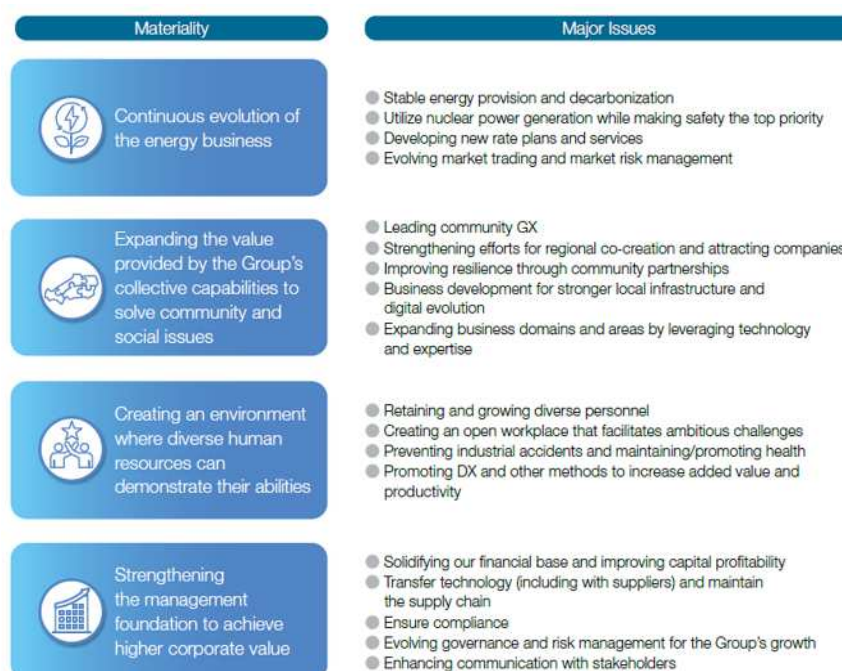 Materiality
Major Issues
Continuous evolution of
the energy business
Stable energy provision and decarbonization
Utilize nuclear power generation while making safety the top priority
Developing new rate plans and services
Evolving market trading and market risk management
Expanding the value
provided by the Group's
collective capabilities to
solve community and
social issues
Leading community GX
Strengthening efforts for regional co-creation and attracting companies
Improving resilience through community partnerships
Business development for stronger local infrastructure and
digital evolution
Expanding business domains and areas by leveraging technology
and expertise
Creating an environment
where diverse human
resources can
demonstrate their abilities
Retaining and growing diverse personnel
Creating an open workplace that facilitates ambitious challenges
Preventing industrial accidents and maintaining/promoting health
Promoting DX and other methods to increase added value and
productivity
Strengthening
the management
foundation to achieve
higher corporate value
Solidifying our financial base and improving capital profitability
Transfer technology (including with suppliers) and maintain
the supply chain
Ensure compliance
Evolving governance and risk management for the Group's growth
Enhancing communication with stakeholders